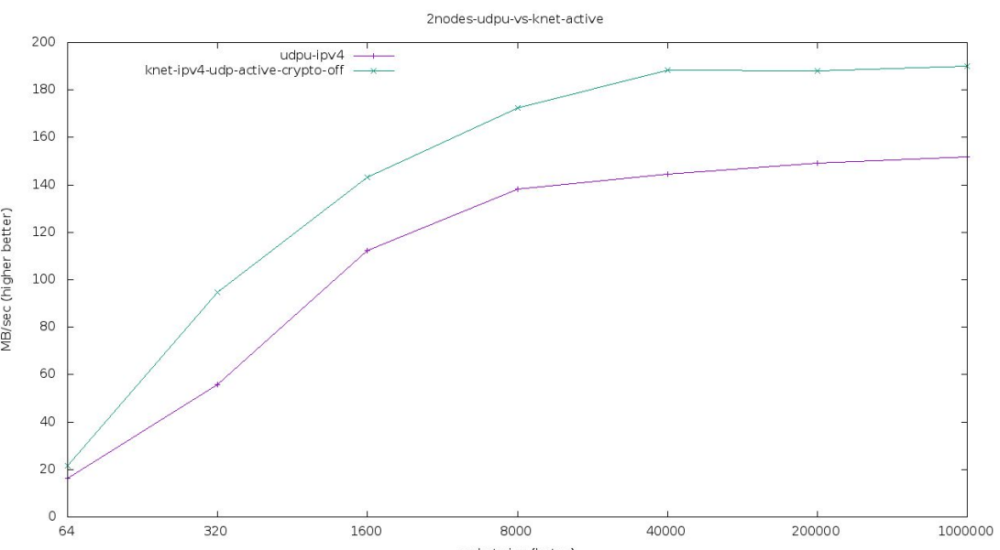 2nodes-udpu-vs-knet-active
200
180
160
140
120
100
80
60
40
20
0
MB/sec (higher better)
udpu-ipv4
knet-ipv4-udp-active-crypto-off
64 320 1600 8000 40000 200000 1000000